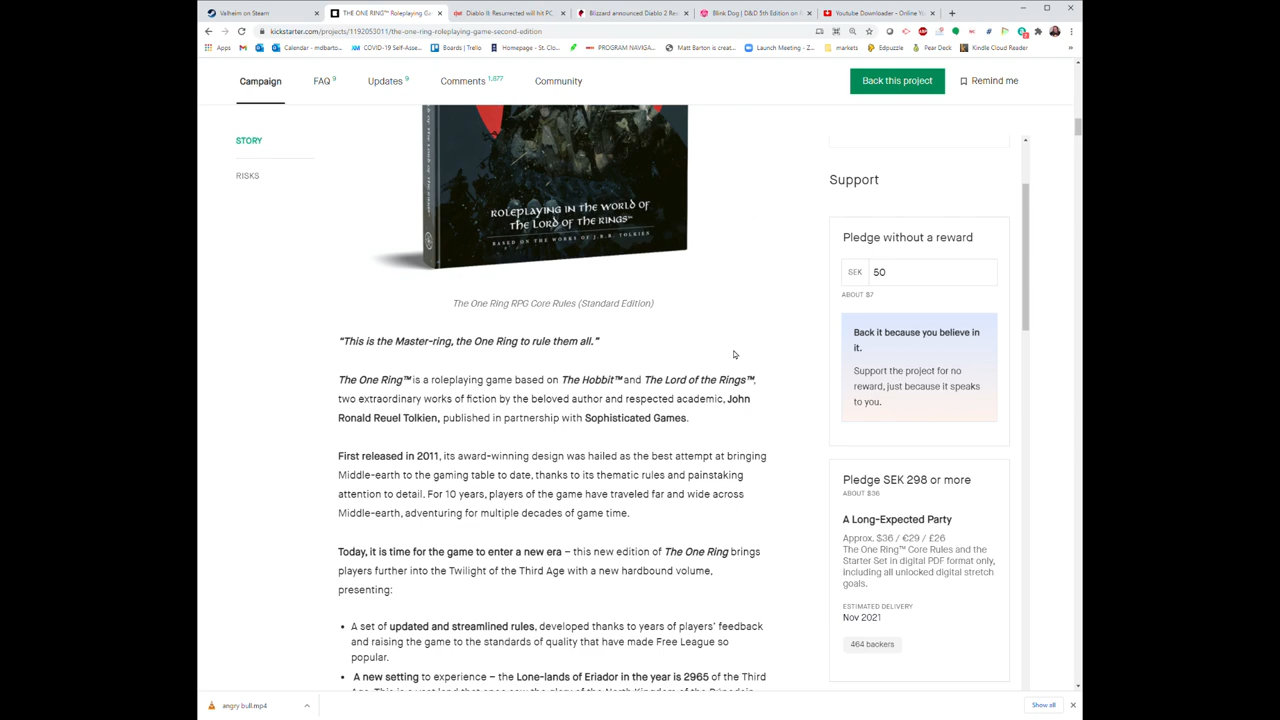 Valheim on Steam
THE ONE RING™ Roleplaying Ga
Diablo II: Resurrected will hit PC
Blizzard announced Diablo 2 Res
Blink Dog | D&D 5th Edition on
Youtube Downloader - Online Yo
kickstarter.com/projects/1192053011/the-one-ring-roleplaying-game-second-edition
Apps
M
Calendar - mdbarto...
COVID-19 Self-Asse...
Boards | Trello
Homepage - St. Clo...
PROGRAM NAVIGA...
Matt Barton is creat...
Launch Meeting - Z...
markets
Edpuzzle
Pear Deck
Kindle Cloud Reader
Campaign
FAQ 9
Updates 9
Comments 1,877
Community
Back this project
Remind me
STORY
RISKS
ROLEPLAYING IN THE WORLD OF
THE LORD OF THE RINGS™
BASED ON THE WORKS OF J.R.R. TOLKIEN
The One Ring RPG Core Rules (Standard Edition)
“This is the Master-ring, the One Ring to rule them all.”
The One Ring™ is a roleplaying game based on The Hobbit™ and The Lord of the Rings™,
two extraordinary works of fiction by the beloved author and respected academic, John
Ronald Reuel Tolkien, published in partnership with Sophisticated Games.
First released in 2011, its award-winning design was hailed as the best attempt at bringing
Middle-earth to the gaming table to date, thanks to its thematic rules and painstaking
attention to detail. For 10 years, players of the game have traveled far and wide across
Middle-earth, adventuring for multiple decades of game time.
Today, it is time for the game to enter a new era – this new edition of The One Ring brings
players further into the Twilight of the Third Age with a new hardbound volume,
presenting:
• A set of updated and streamlined rules, developed thanks to years of players’ feedback
and raising the game to the standards of quality that have made Free League so
popular.
• A new setting to experience – the Lone-lands of Eriador in the year is 2965 of the Third
Support
Pledge without a reward
SEK 50
ABOUT $7
Back it because you believe in
it.
Support the project for no
reward, just because it speaks
to you.
Pledge SEK 298 or more
ABOUT $36
A Long-Expected Party
Approx. $36 / €29 / £26
The One Ring™ Core Rules and the
Starter Set in digital PDF format only,
including all unlocked digital stretch
goals.
ESTIMATED DELIVERY
Nov 2021
464 backers
angry bull.mp4
Show all